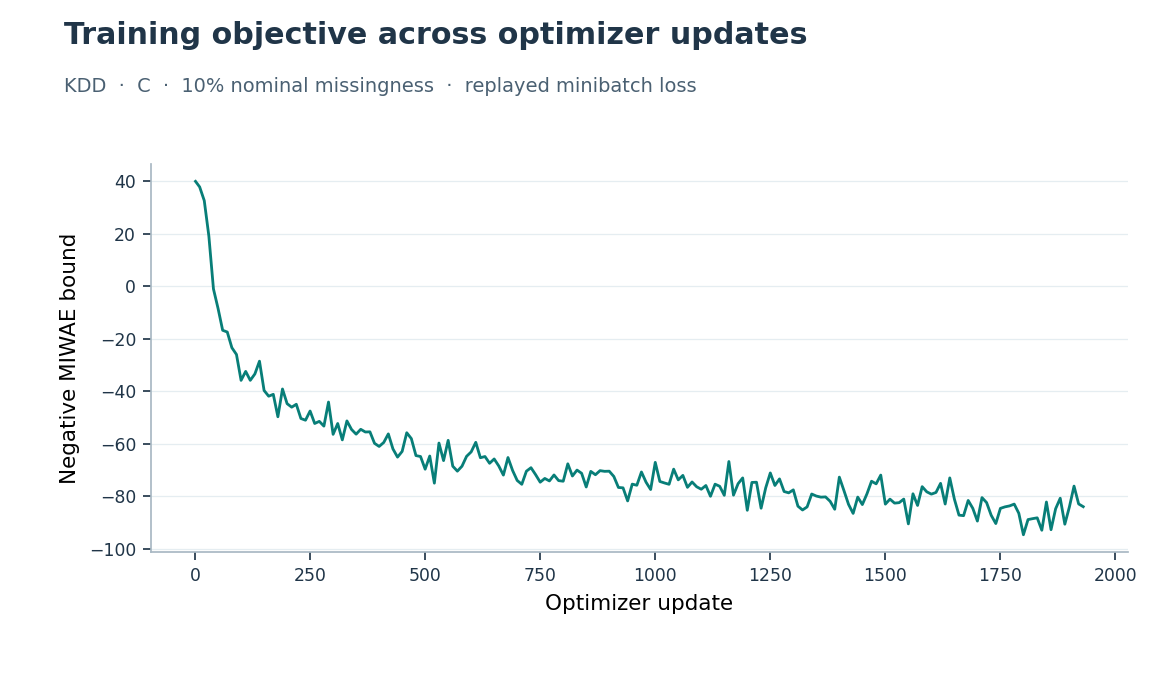 Training objective across optimizer updates
KDD · C · 10% nominal missingness · replayed minibatch loss
Negative MIWAE bound
40
20
0
−20
−40
−60
−80
−100
0 250 500 750 1000 1250 1500 1750 2000
Optimizer update